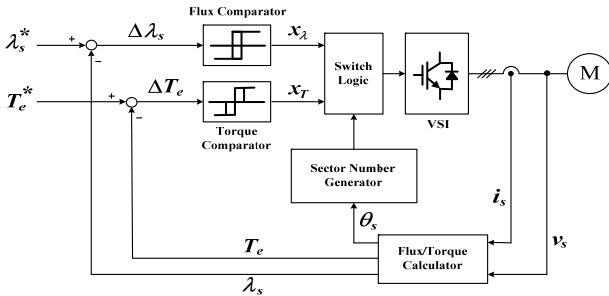 Flux Comparator
λs*
+
−
Δλs
xλ
Switch
Logic
VSI
M
Te*
+
−
ΔTe
xT
Torque
Comparator
Sector Number
Generator
θs
is
vs
Te
λs
Flux/Torque
Calculator